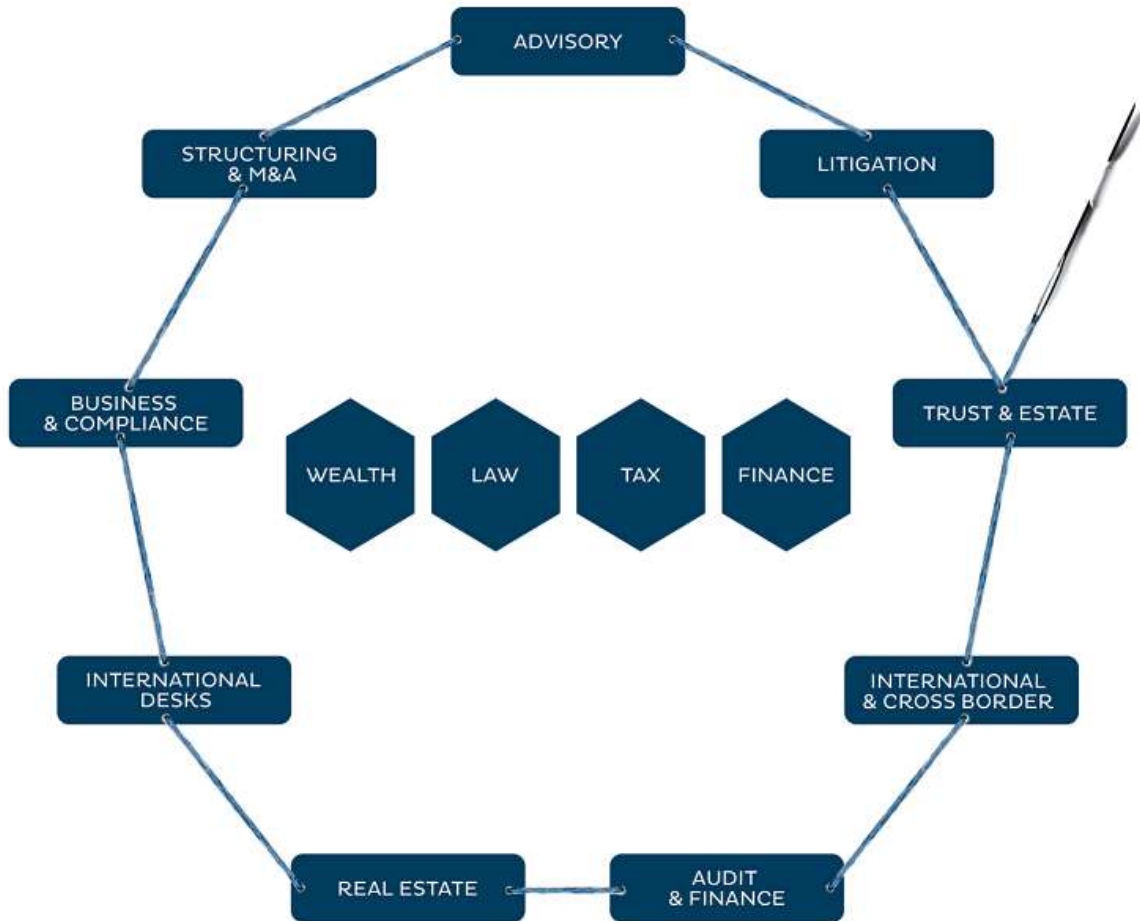 ADVISORY
STRUCTURING
& M&A
LITIGATION
BUSINESS
& COMPLIANCE
TRUST & ESTATE
WEALTH
LAW
TAX
FINANCE
INTERNATIONAL
DESKS
INTERNATIONAL
& CROSS BORDER
REAL ESTATE
AUDIT
& FINANCE